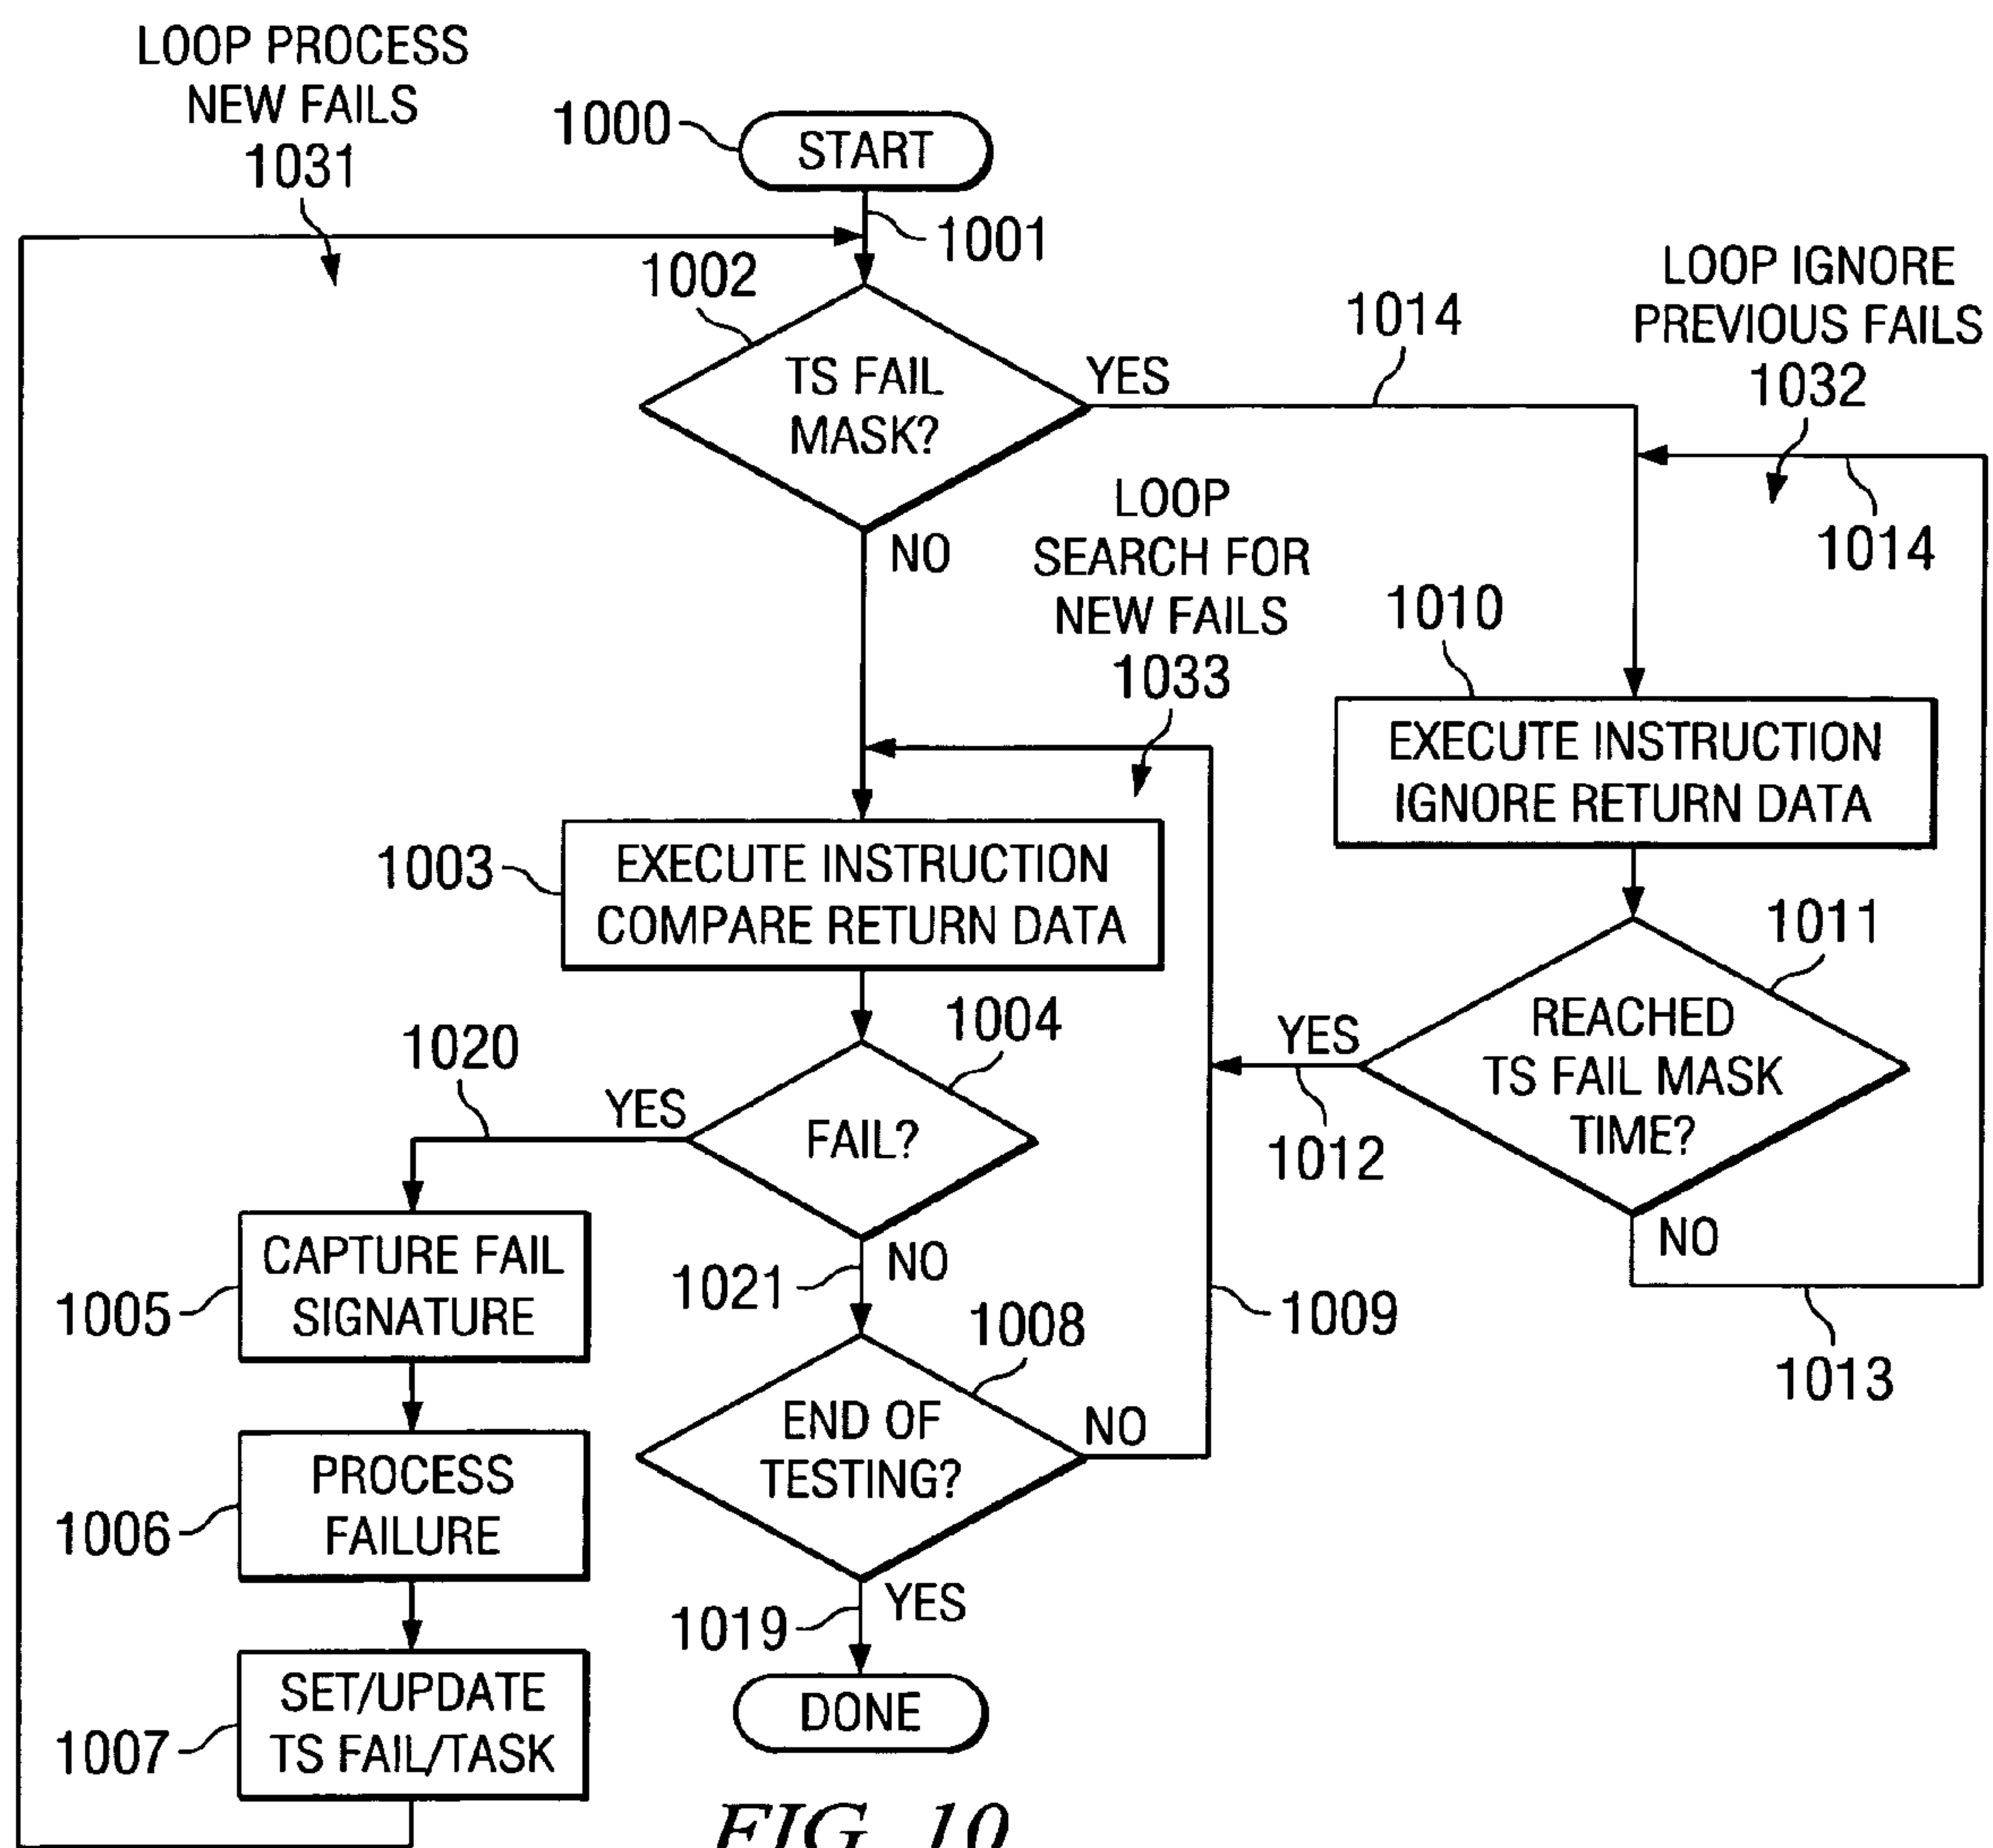 LOOP PROCESS
NEW FAILS
1031
1000
START
1001
1002
TS FAIL
MASK?
YES
1014
LOOP IGNORE
PREVIOUS FAILS
1032
1014
NO
LOOP
SEARCH FOR
NEW FAILS
1033
1010
EXECUTE INSTRUCTION
IGNORE RETURN DATA
1003
EXECUTE INSTRUCTION
COMPARE RETURN DATA
1011
REACHED
TS FAIL MASK
TIME?
YES
1012
NO
1013
1004
FAIL?
YES
1020
NO
1021
1005
CAPTURE FAIL
SIGNATURE
1008
END OF
TESTING?
NO
1009
1006
PROCESS
FAILURE
YES
1019
1007
SET/UPDATE
TS FAIL/TASK
DONE
FIG. 10